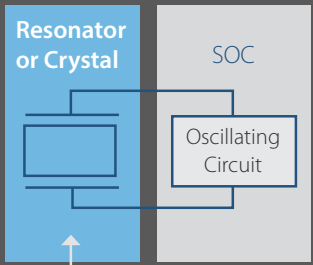 Resonator
or Crystal
SOC
Oscillating
Circuit